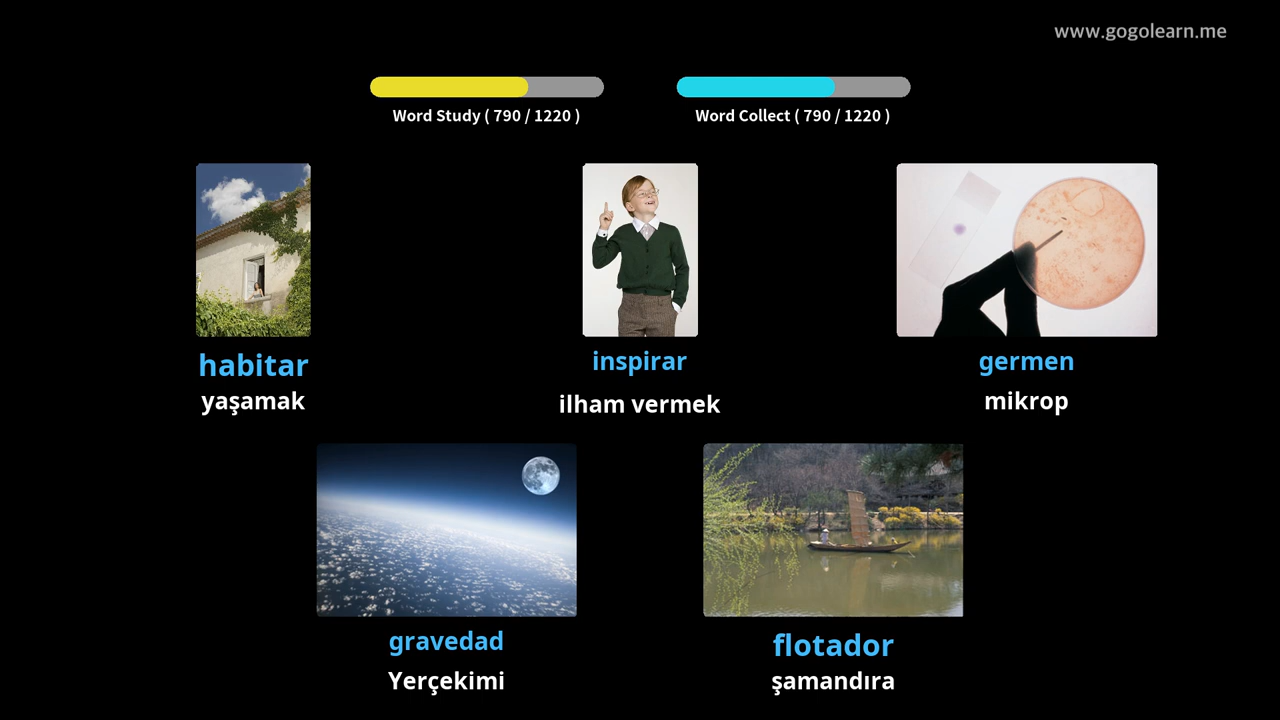 www.gogolearn.me
Word Study ( 790 / 1220 )
Word Collect ( 790 / 1220 )
habitar
yaşamak
inspirar
ilham vermek
germen
mikrop
gravedad
Yerçekimi
flotador
şamandıra